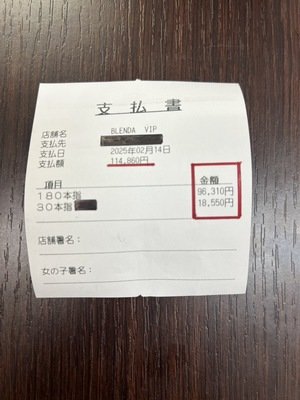 支払書
店舗名 BLENDA VIP
支払先
支払日 2025年02月14日
支払額 114,860円
項目 金額
180本指 96,310円
30本指 18,550円
店舗署名：
女の子署名：